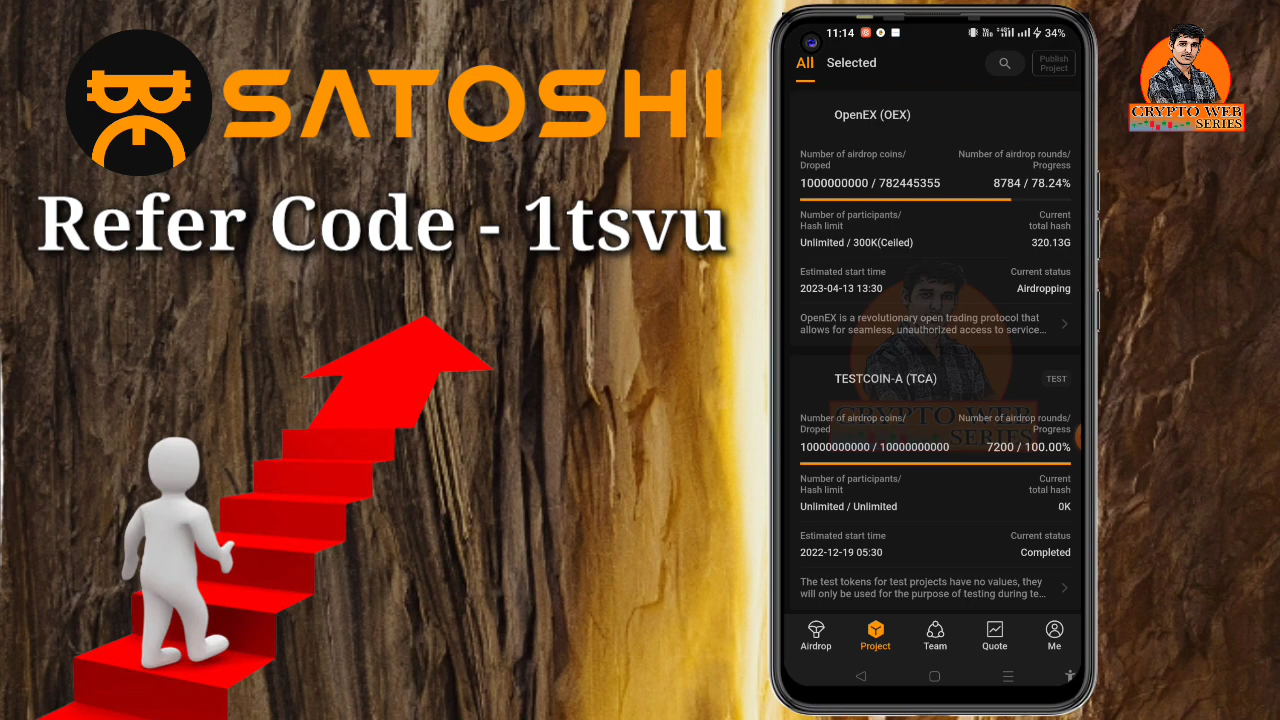 SATOSHI
Refer Code - 1tsvu
11:14
34%
All Selected
Publish
Project
OpenEX (OEX)
Number of airdrop coins/ Number of airdrop rounds/
Droped Progress
1000000000 / 782445355 8784 / 78.24%
Number of participants/ Current
Hash limit total hash
Unlimited / 300K(Ceiled) 320.13G
Estimated start time Current status
2023-04-13 13:30 Airdropping
OpenEX is a revolutionary open trading protocol that
allows for seamless, unauthorized access to service...
TESTCOIN-A (TCA) TEST
Number of airdrop coins/ Number of airdrop rounds/
Droped Progress
10000000000 / 10000000000 7200 / 100.00%
Number of participants/ Current
Hash limit total hash
Unlimited / Unlimited 0K
Estimated start time Current status
2022-12-19 05:30 Completed
The test tokens for test projects have no values, they
will only be used for the purpose of testing during te...
Airdrop Project Team Quote Me
CRYPTO WEB
SERIES
CRYPTO WEB
SERIES